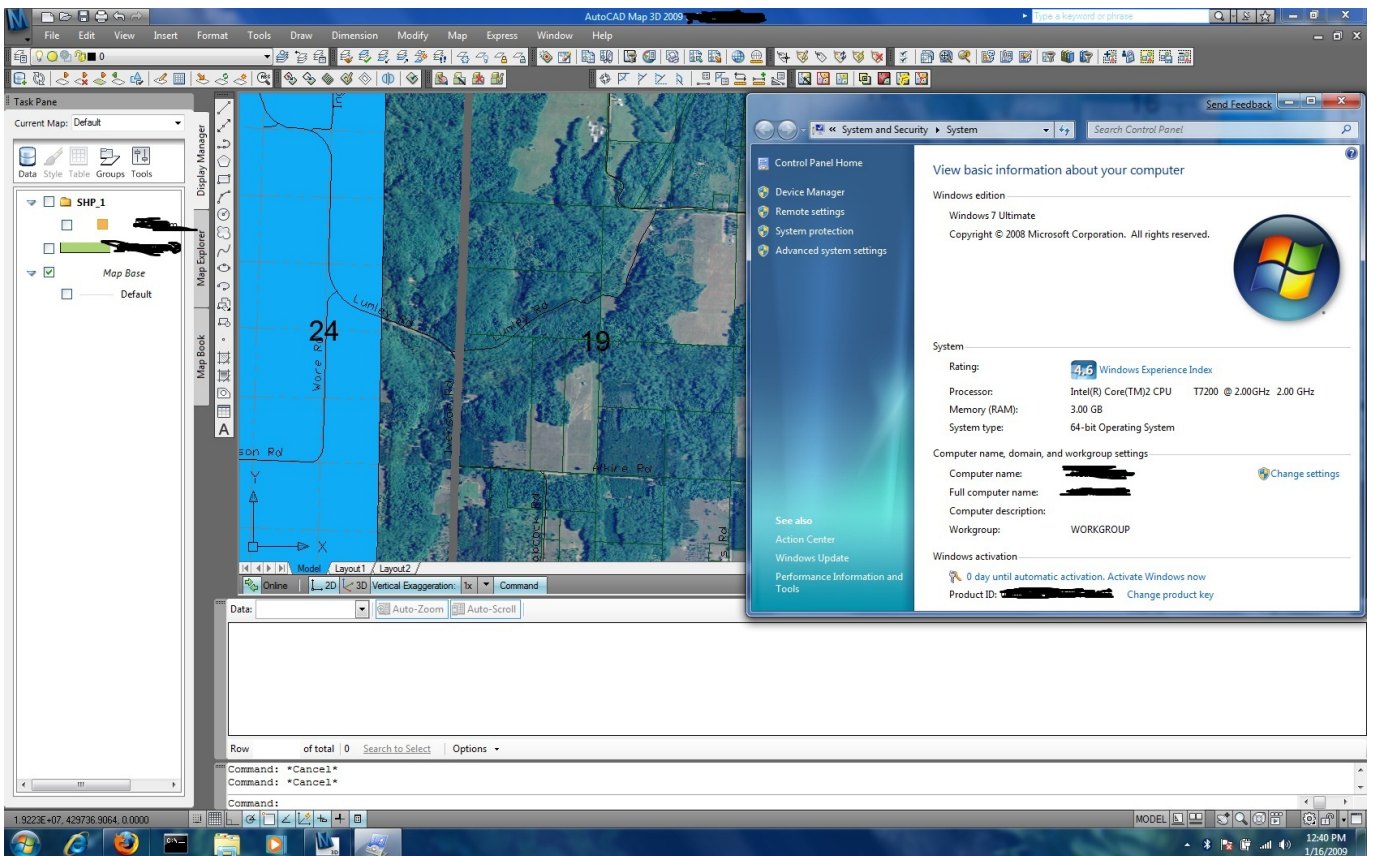 AutoCAD Map 3D 2009
Type a keyword or phrase
File Edit View Insert Format Tools Draw Dimension Modify Map Express Window Help
0
Task Pane
Current Map: Default
Data Style Table Groups Tools
SHP_1
Map Base
Default
Display Manager
Map Explorer
Map Book
A
Lumley Rd
Lumley Rd
24
19
Ware Rd
son Rd
Alkire Rd
Y
X
Model Layout1 Layout2
Online 2D 3D Vertical Exaggeration: 1x Command
Data: Auto-Zoom Auto-Scroll
Row of total 0 Search to Select Options
Command: *Cancel*
Command: *Cancel*
Command:
1.9223E+07, 429736.9064, 0.0000
MODEL
Send Feedback
« System and Security System
Search Control Panel
Control Panel Home
Device Manager
Remote settings
System protection
Advanced system settings
See also
Action Center
Windows Update
Performance Information and
Tools
View basic information about your computer
Windows edition
Windows 7 Ultimate
Copyright © 2008 Microsoft Corporation. All rights reserved.
System
Rating: 4,6 Windows Experience Index
Processor: Intel(R) Core(TM)2 CPU T7200 @ 2.00GHz 2.00 GHz
Memory (RAM): 3.00 GB
System type: 64-bit Operating System
Computer name, domain, and workgroup settings
Computer name: Change settings
Full computer name:
Computer description:
Workgroup: WORKGROUP
Windows activation
0 day until automatic activation. Activate Windows now
Product ID: Change product key
12:40 PM
1/16/2009